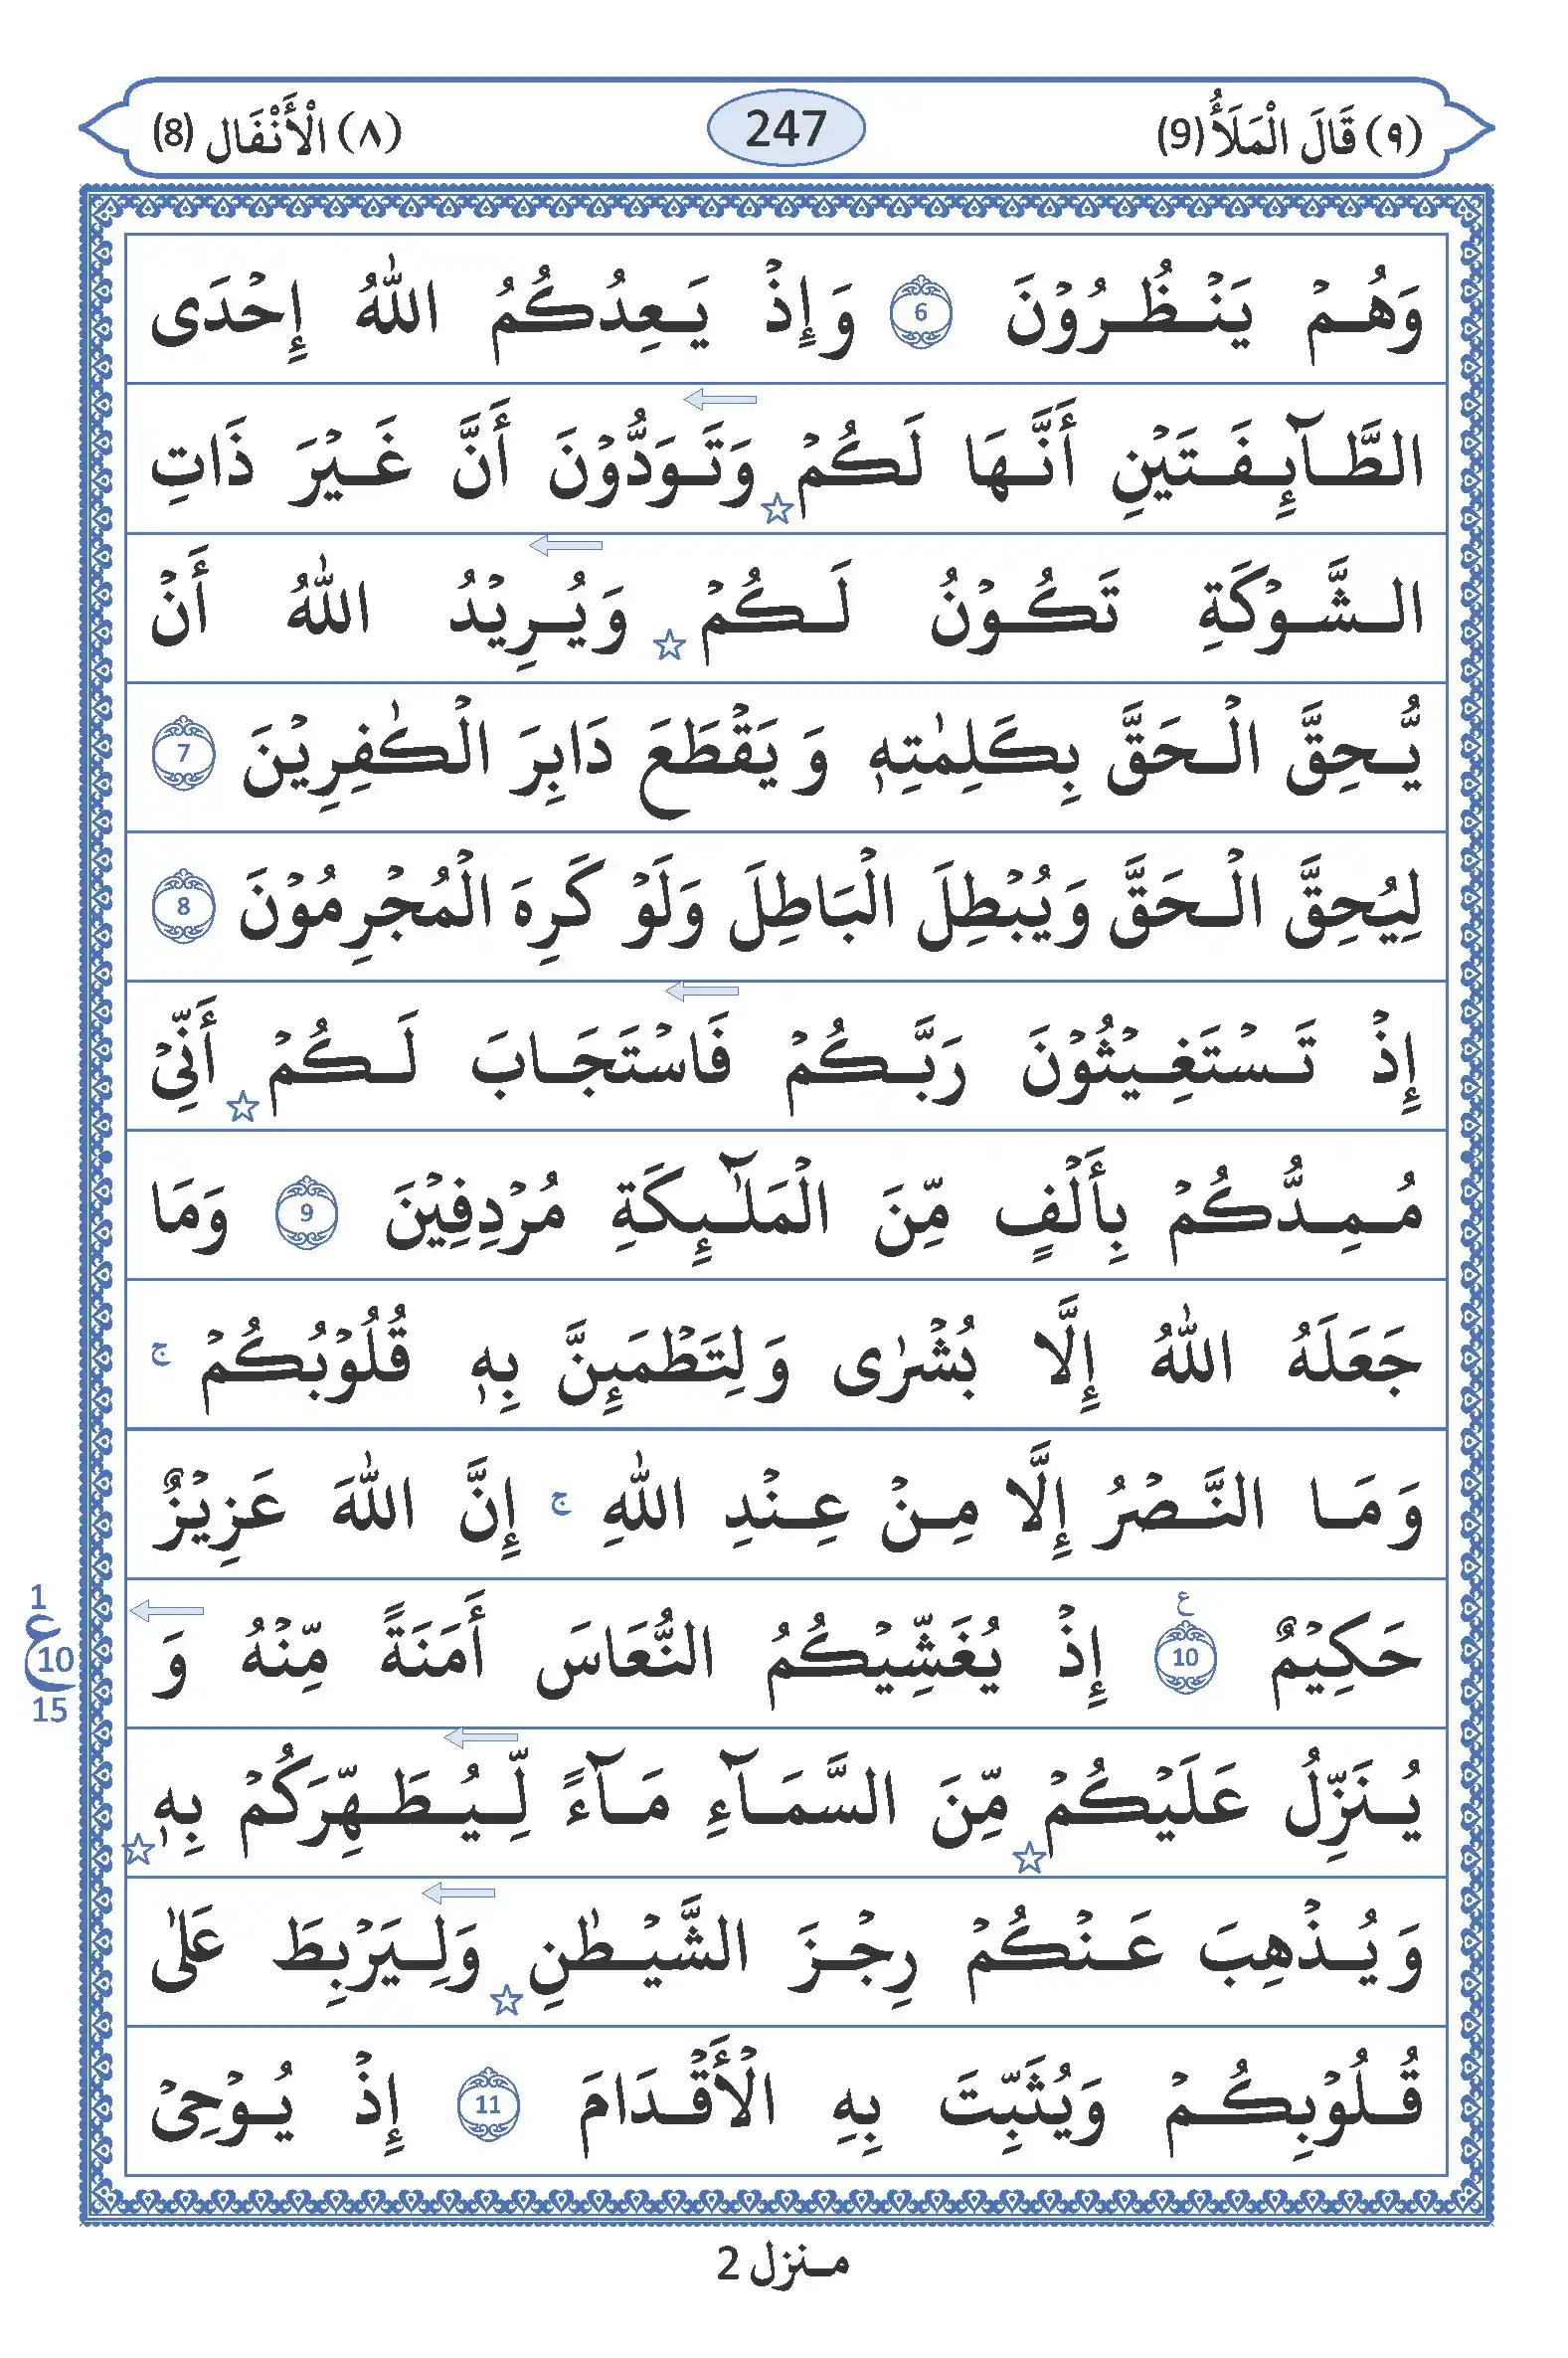 (٩) قَالَ الْمَلَأُ (9) 247 (٨) الْأَنْفَال (8)
وَهُمۡ يَنۡظُرُوۡنَ 6 وَإِذۡ يَعِدُكُمُ اللّٰهُ إِحۡدَى
الطَّآئِفَتَيۡنِ أَنَّهَا لَكُمۡ ☆ وَتَوَدُّوۡنَ أَنَّ غَيۡرَ ذَاتِ
الشَّوۡكَةِ تَكُوۡنُ لَكُمۡ ☆ وَيُرِيۡدُ اللّٰهُ أَنۡ
يُّحِقَّ الۡحَقَّ بِكَلِمٰتِهٖ وَيَقۡطَعَ دَابِرَ الۡكٰفِرِيۡنَ 7
لِيُحِقَّ الۡحَقَّ وَيُبۡطِلَ الۡبَاطِلَ وَلَوۡ كَرِهَ الۡمُجۡرِمُوۡنَ 8
إِذۡ تَسۡتَغِيۡثُوۡنَ رَبَّكُمۡ فَاسۡتَجَابَ لَكُمۡ ☆ أَنِّىۡ
مُمِدُّكُمۡ بِأَلۡفٍ مِّنَ الۡمَلٰٓئِكَةِ مُرۡدِفِيۡنَ 9 وَمَا
جَعَلَهُ اللّٰهُ إِلَّا بُشۡرٰى وَلِتَطۡمَئِنَّ بِهٖ قُلُوۡبُكُمۡ ج
وَمَا النَّصۡرُ إِلَّا مِنۡ عِنۡدِ اللّٰهِ ج إِنَّ اللّٰهَ عَزِيۡزٌ
حَكِيۡمٌ ع 10 إِذۡ يُغَشِّيۡكُمُ النُّعَاسَ أَمَنَةً مِّنۡهُ وَ
1
ع 10
15
يُنَزِّلُ عَلَيۡكُمۡ ☆ مِّنَ السَّمَآءِ مَآءً لِّيُطَهِّرَكُمۡ بِهٖ ☆
وَيُذۡهِبَ عَنۡكُمۡ رِجۡزَ الشَّيۡطٰنِ ☆ وَلِيَرۡبِطَ عَلٰى
قُلُوۡبِكُمۡ وَيُثَبِّتَ بِهِ الۡأَقۡدَامَ 11 إِذۡ يُوۡحِىۡ
منزل 2